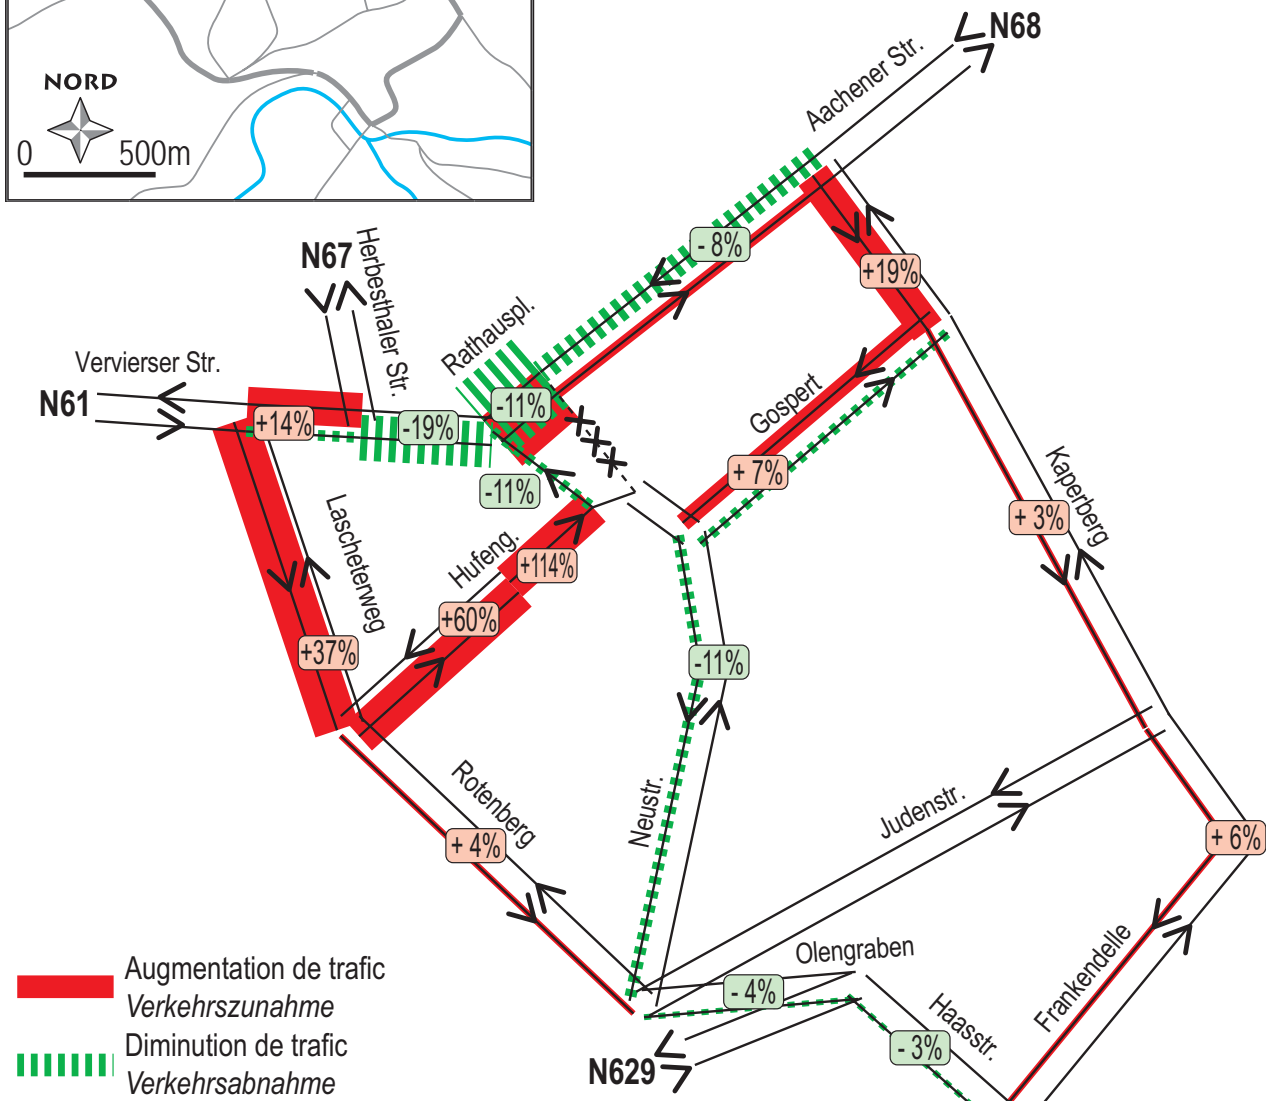 NORD
0 500m
N68
Aachener Str.
- 8%
+19%
N67
Herbesthaler Str.
Rathauspl.
Vervierser Str.
N61
+14%
-19%
-11%
Gospert
+ 7%
-11%
Kaperberg
+ 3%
Lascheterweg
Hufeng.
+114%
+60%
+37%
-11%
Rotenberg
+ 4%
Neustr.
Judenstr.
+ 6%
Olengraben
- 4%
Haasstr.
Frankendelle
- 3%
N629
Augmentation de trafic
Verkehrszunahme
Diminution de trafic
Verkehrsabnahme